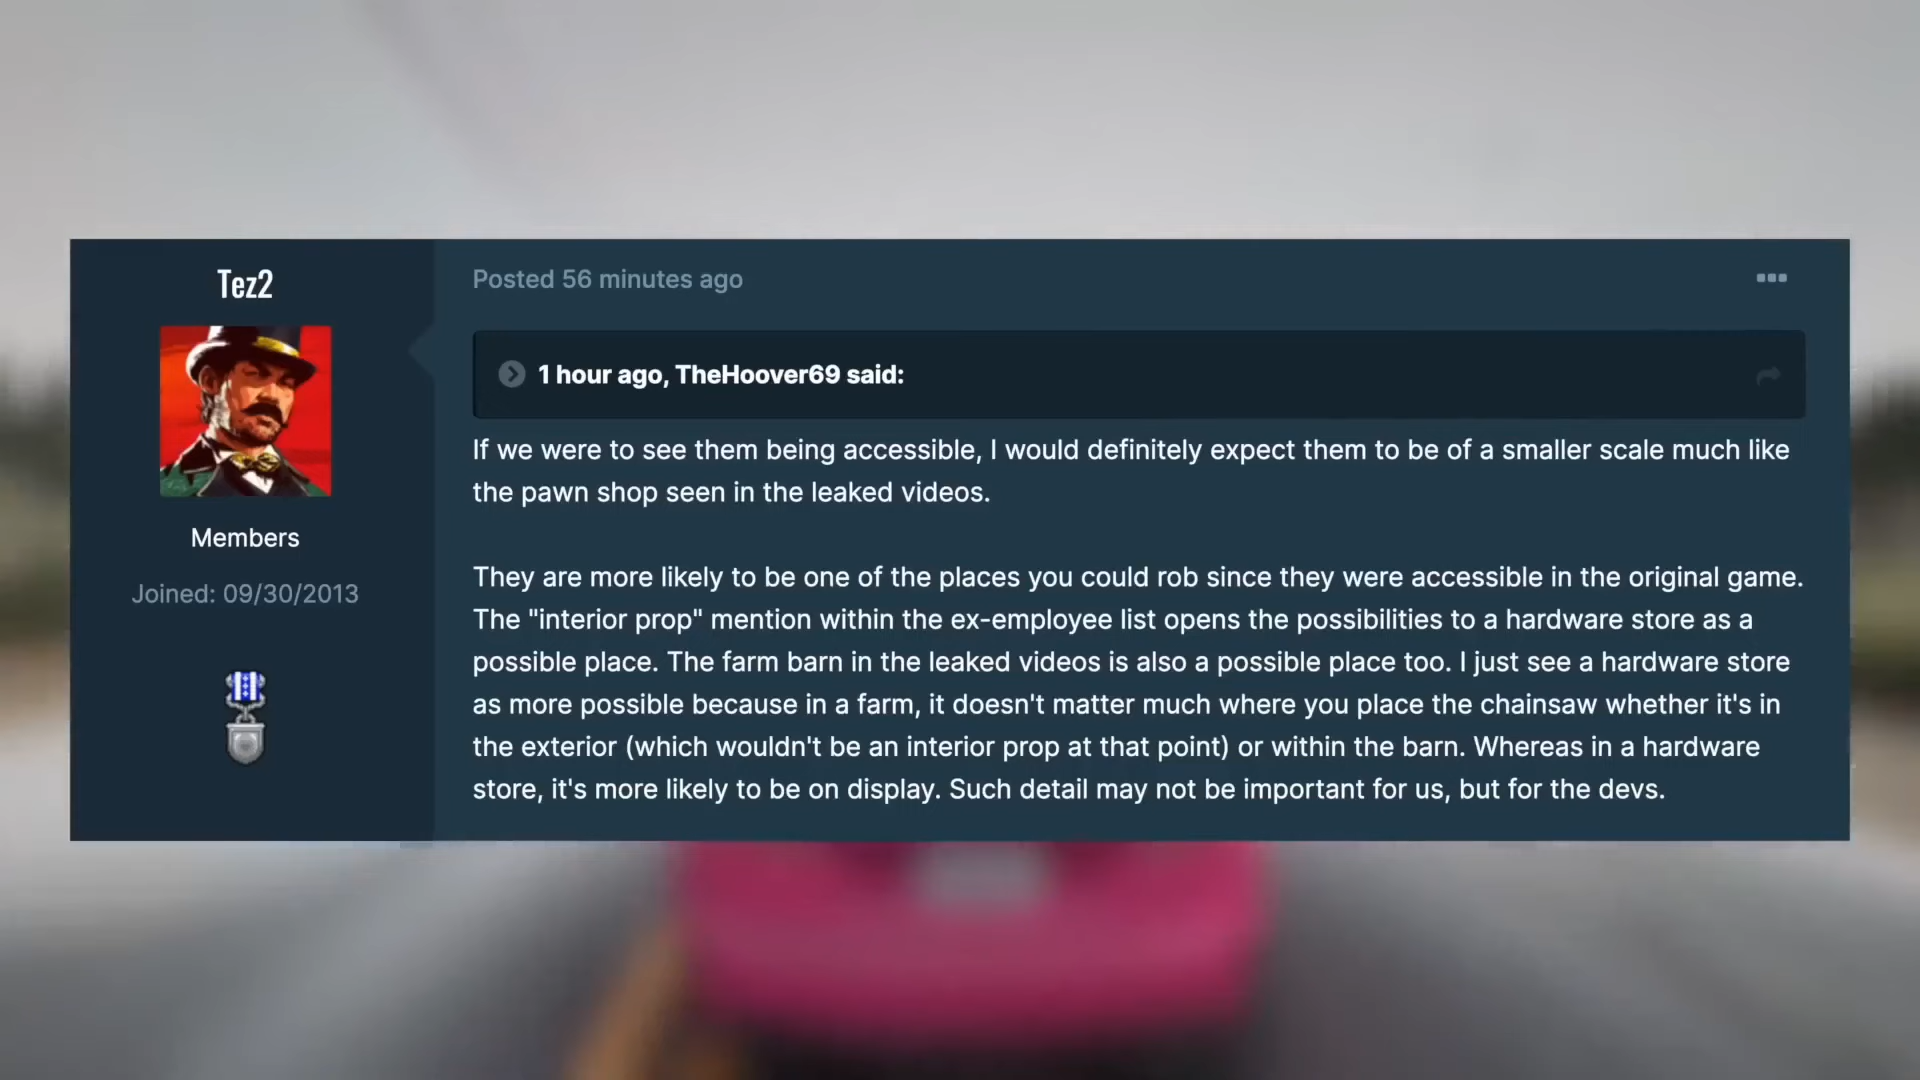 Tez2
Members
Joined: 09/30/2013
Posted 56 minutes ago
1 hour ago, TheHoover69 said:
If we were to see them being accessible, I would definitely expect them to be of a smaller scale much like
the pawn shop seen in the leaked videos.
They are more likely to be one of the places you could rob since they were accessible in the original game.
The "interior prop" mention within the ex-employee list opens the possibilities to a hardware store as a
possible place. The farm barn in the leaked videos is also a possible place too. I just see a hardware store
as more possible because in a farm, it doesn't matter much where you place the chainsaw whether it's in
the exterior (which wouldn't be an interior prop at that point) or within the barn. Whereas in a hardware
store, it's more likely to be on display. Such detail may not be important for us, but for the devs.